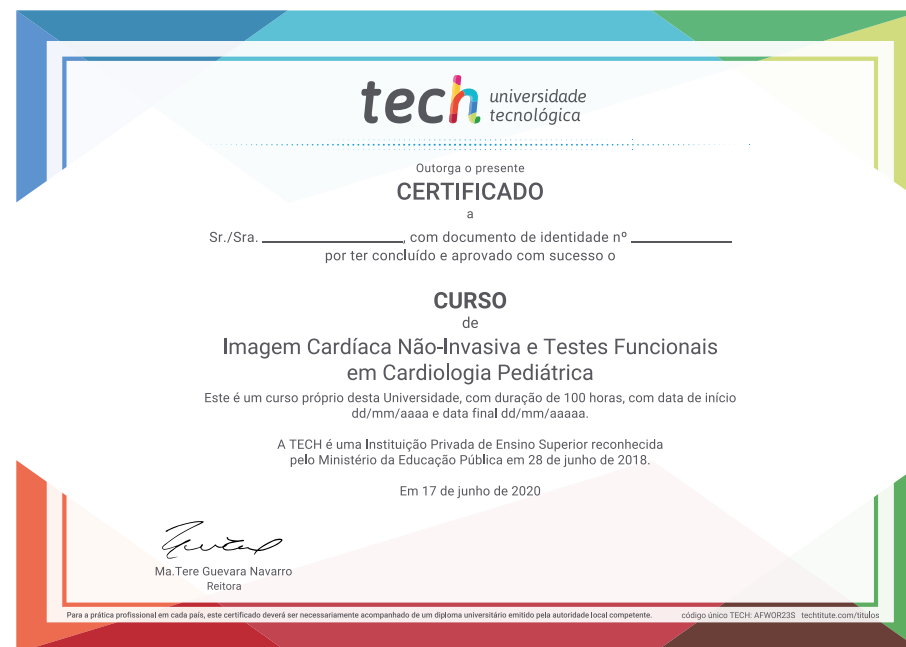 tech universidade
tecnológica
Outorga o presente
CERTIFICADO
a
Sr./Sra. ____________, com documento de identidade nº ____________
por ter concluído e aprovado com sucesso o
CURSO
de
Imagem Cardíaca Não-Invasiva e Testes Funcionais
em Cardiologia Pediátrica
Este é um curso próprio desta Universidade, com duração de 100 horas, com data de início
dd/mm/aaaa e data final dd/mm/aaaaa.
A TECH é uma Instituição Privada de Ensino Superior reconhecida
pelo Ministério da Educação Pública em 28 de junho de 2018.
Em 17 de junho de 2020
Ma.Tere Guevara Navarro
Reitora
Para a prática profissional em cada país, este certificado deverá ser necessariamente acompanhado de um diploma universitário emitido pela autoridade local competente. código único TECH: AFWOR23S techtitute.com/titulos